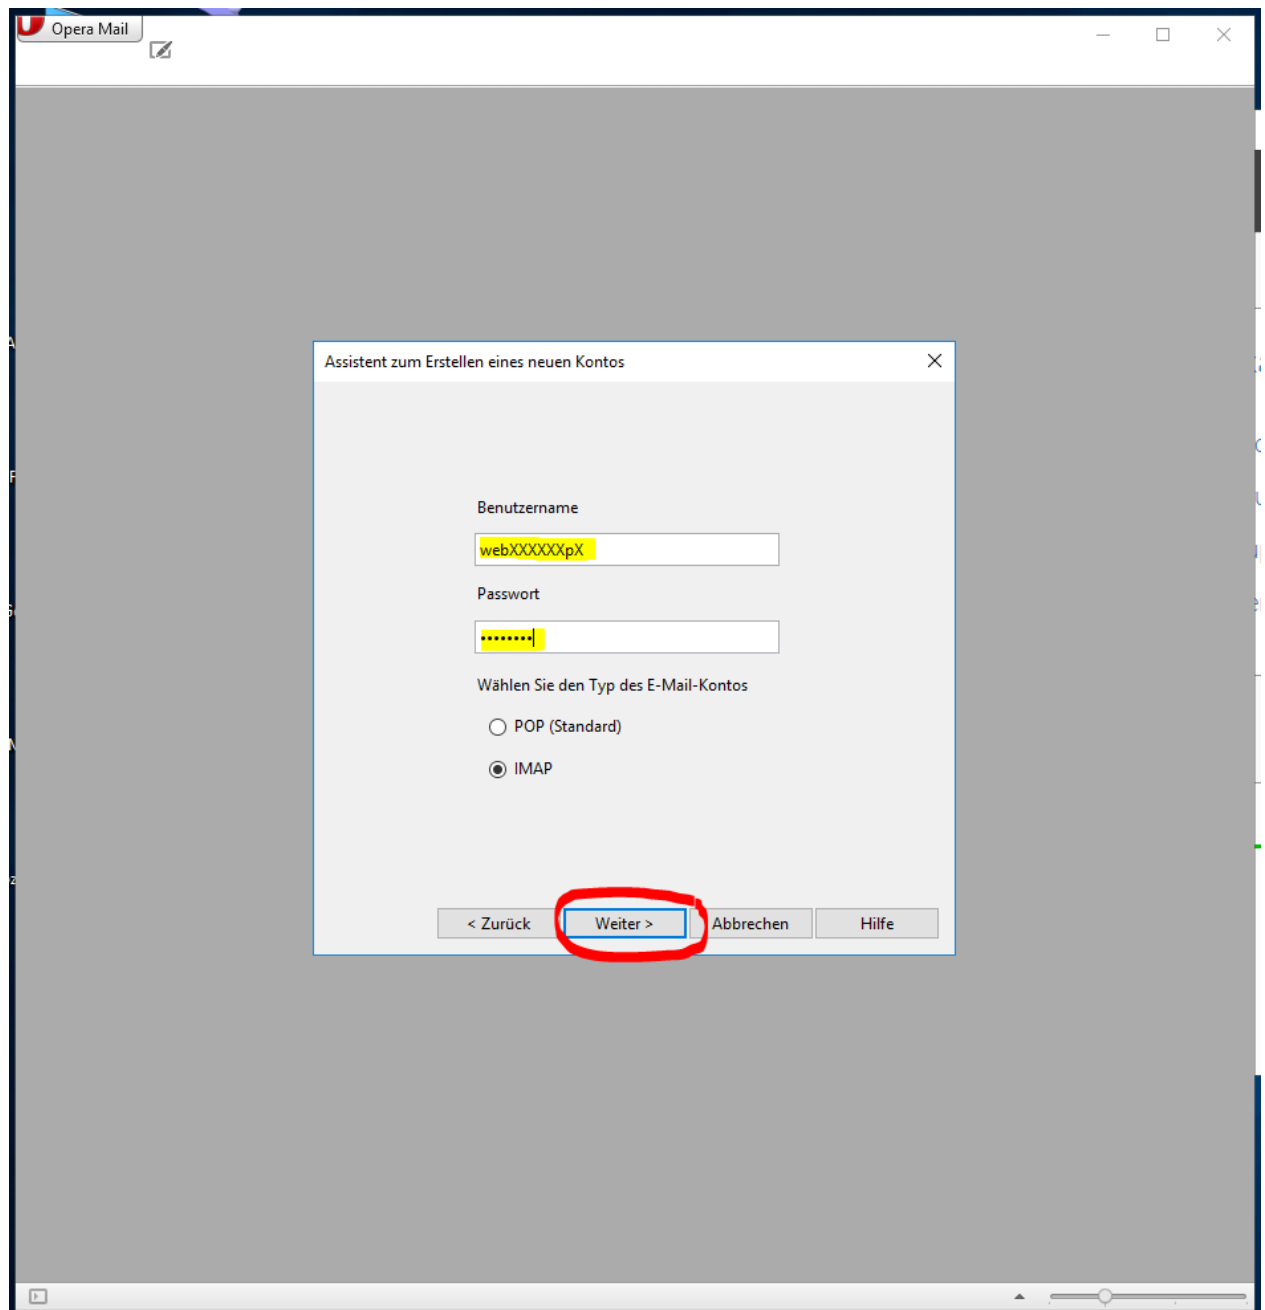 Opera Mail
Assistent zum Erstellen eines neuen Kontos
Benutzername
webXXXXXXpX
Passwort
••••••••
Wählen Sie den Typ des E-Mail-Kontos
POP (Standard)
IMAP
< Zurück
Weiter >
Abbrechen
Hilfe